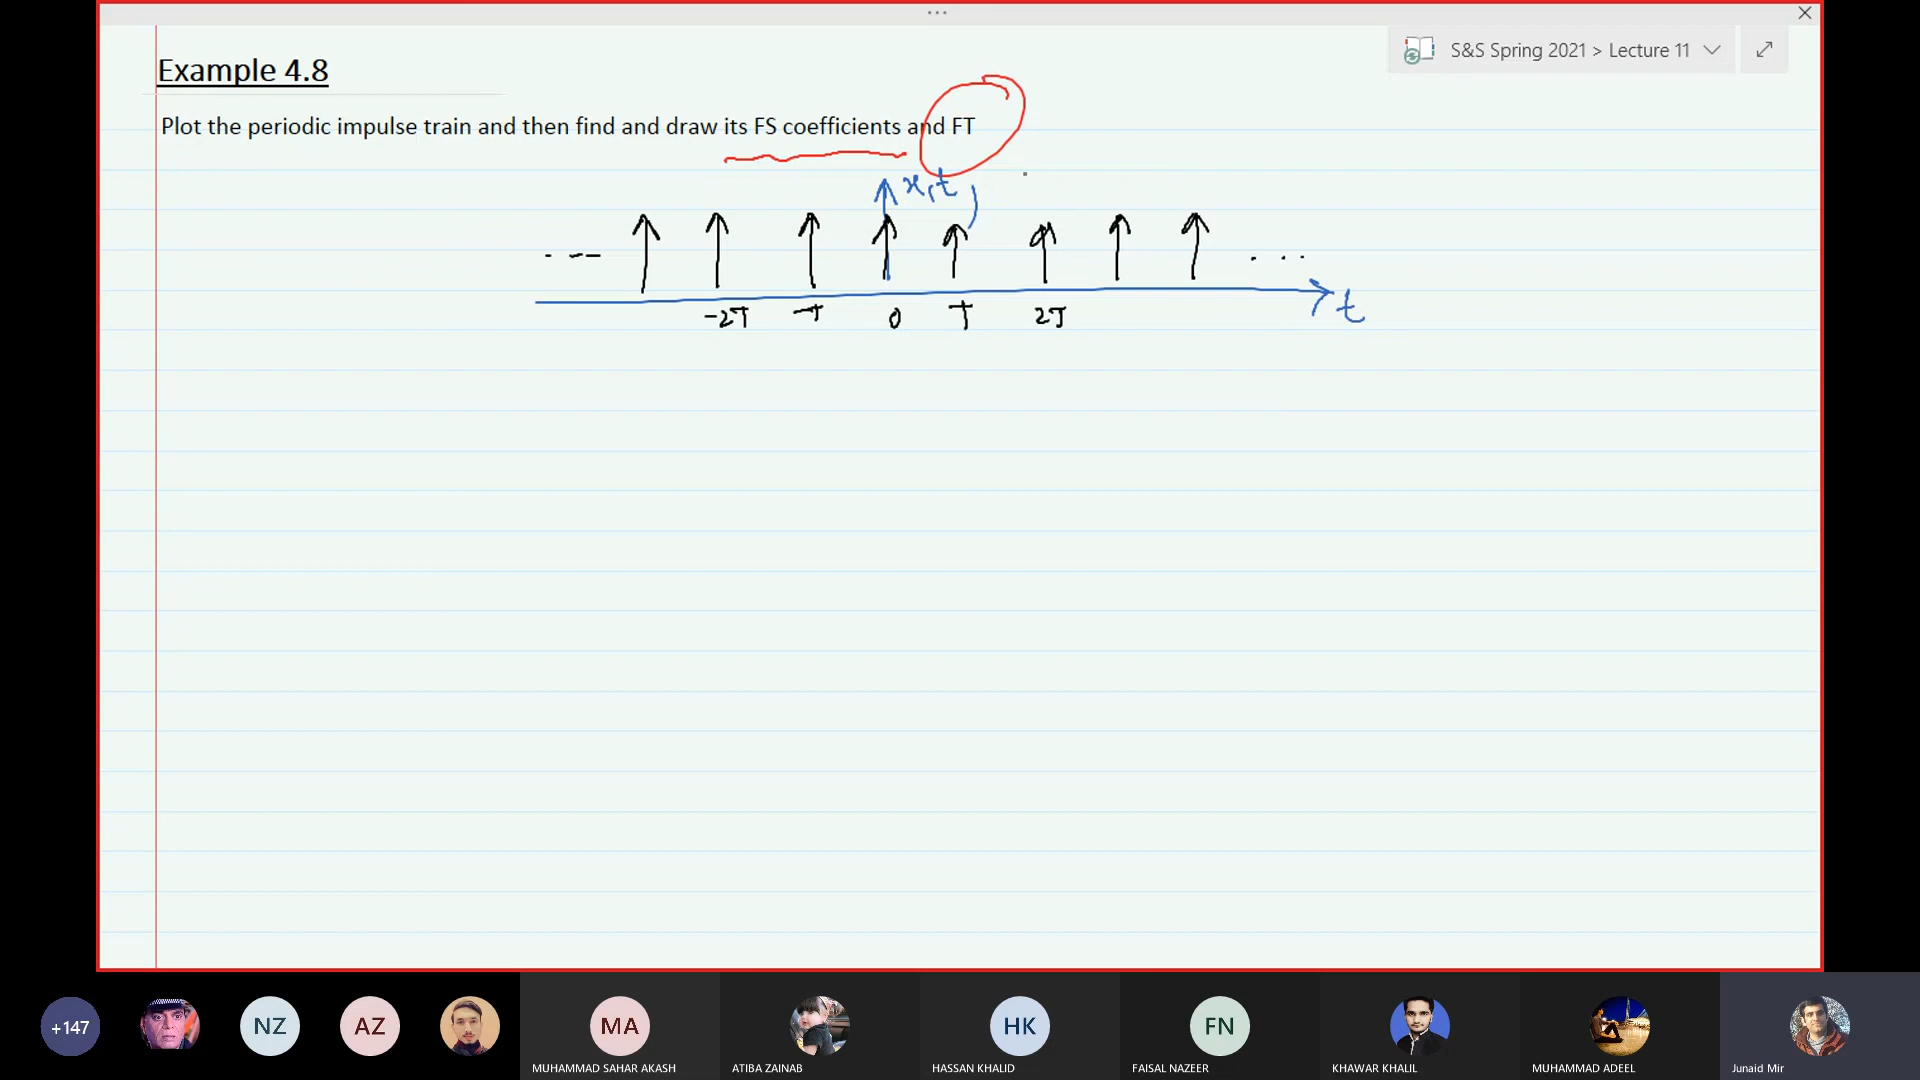 S&S Spring 2021 > Lecture 11
Example 4.8
Plot the periodic impulse train and then find and draw its FS coefficients and FT
x(t)
-2T -T 0 T 2T
t
+147 NZ AZ MA HK FN
MUHAMMAD SAHAR AKASH ATIBA ZAINAB HASSAN KHALID FAISAL NAZEER KHAWAR KHALIL MUHAMMAD ADEEL Junaid Mir